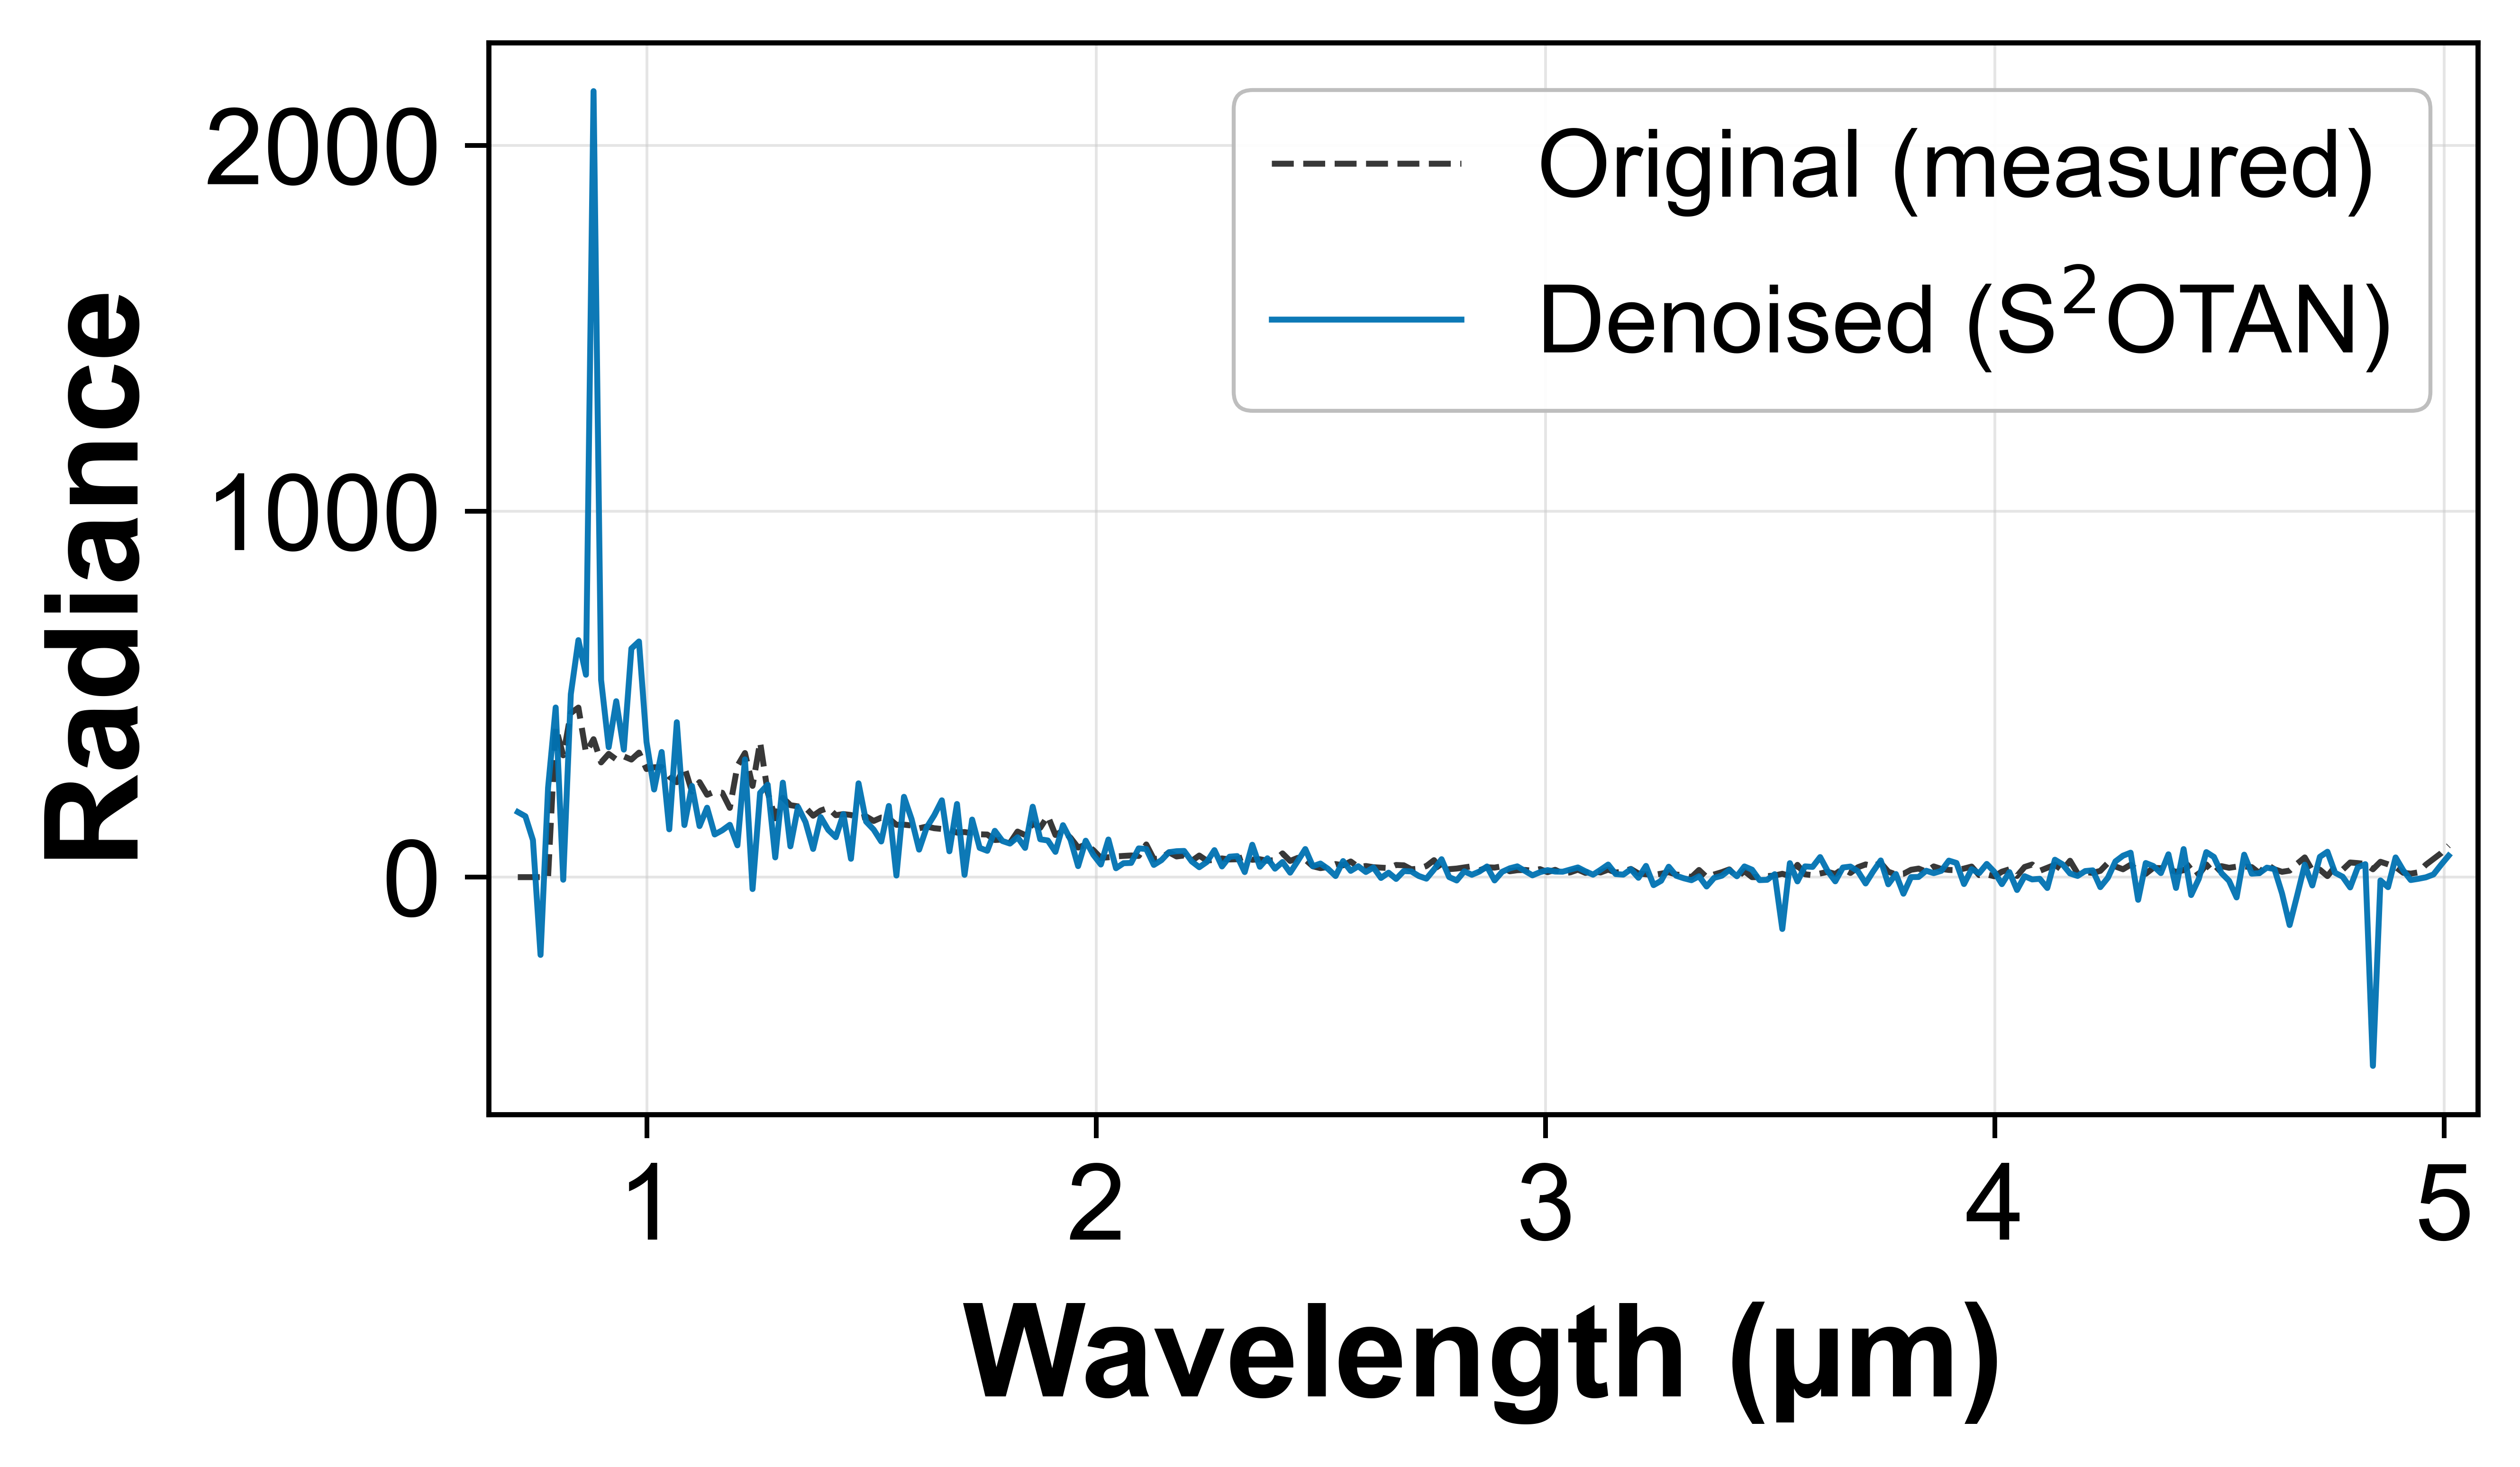 2000
1000
0
Radiance
Original (measured)
Denoised (S²OTAN)
1 2 3 4 5
Wavelength (µm)